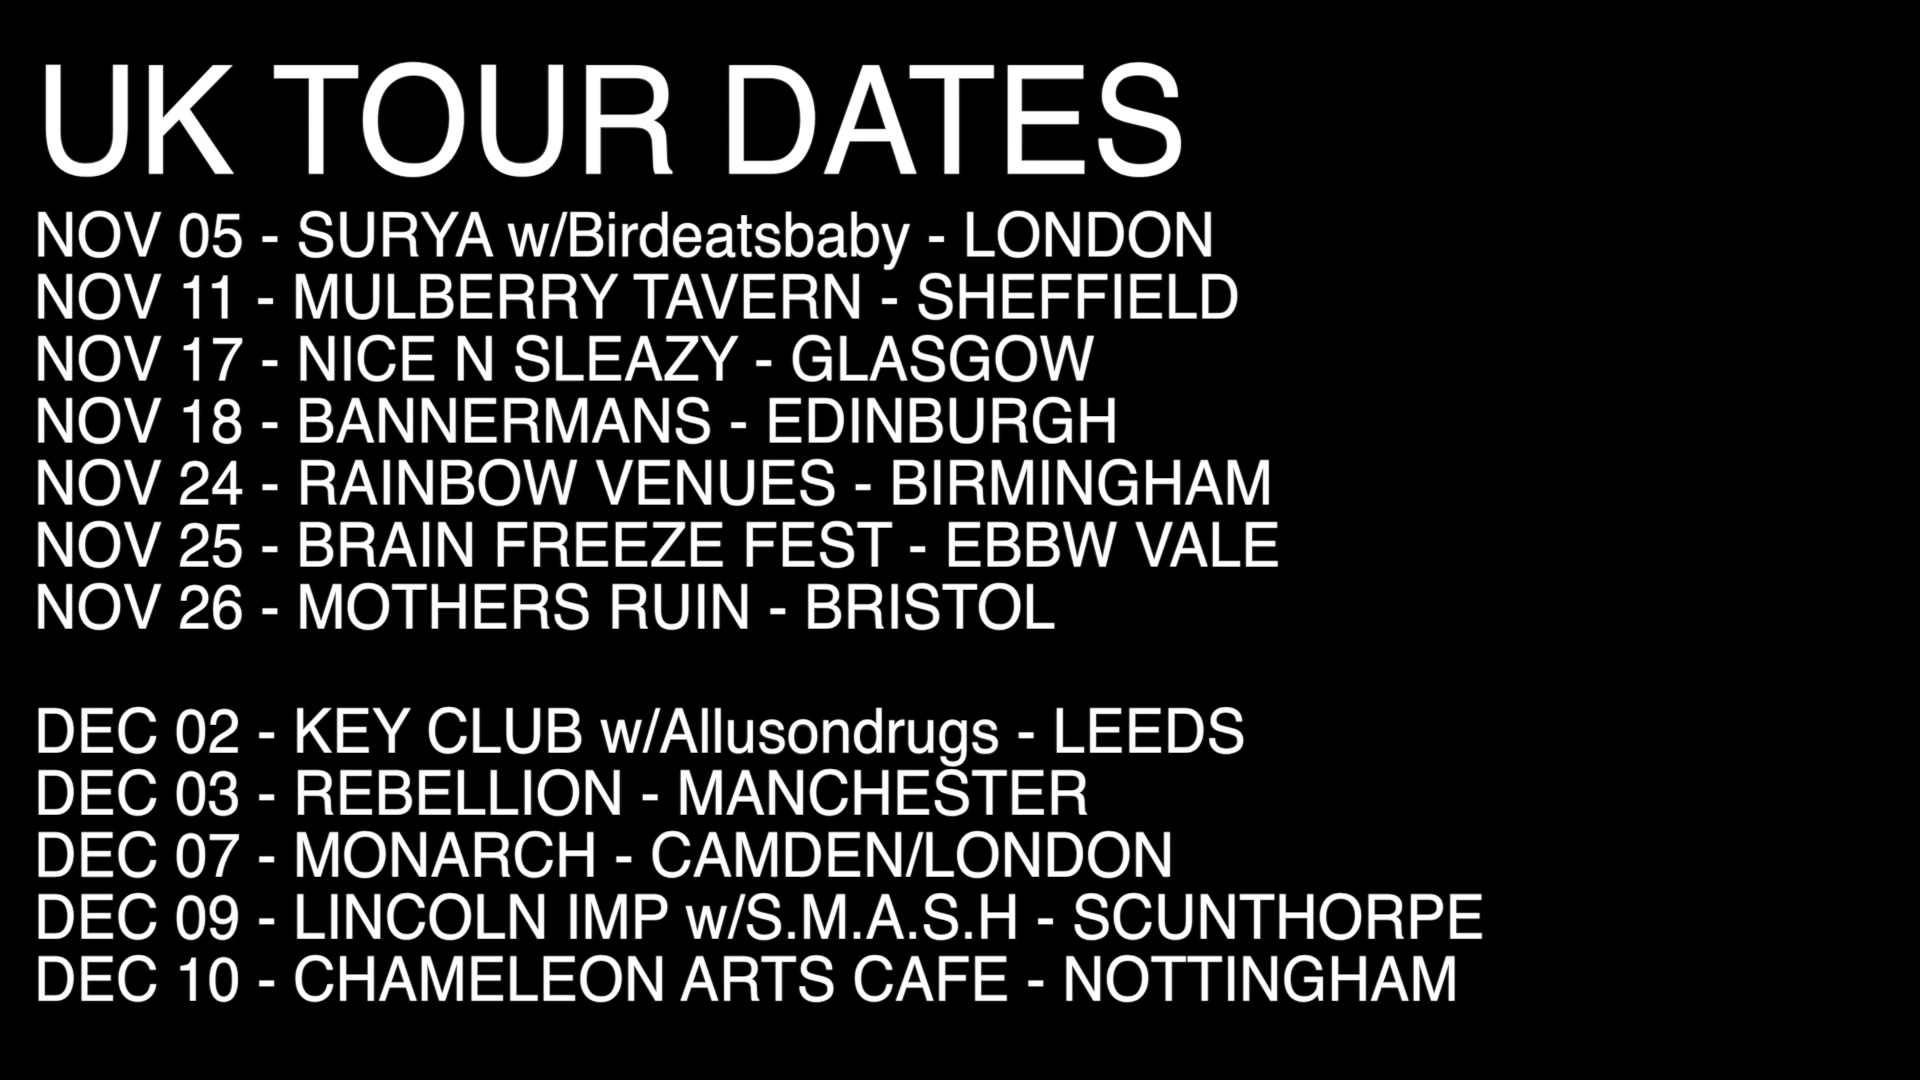 UK TOUR DATES
NOV 05 - SURYA w/Birdeatsbaby - LONDON
NOV 11 - MULBERRY TAVERN - SHEFFIELD
NOV 17 - NICE N SLEAZY - GLASGOW
NOV 18 - BANNERMANS - EDINBURGH
NOV 24 - RAINBOW VENUES - BIRMINGHAM
NOV 25 - BRAIN FREEZE FEST - EBBW VALE
NOV 26 - MOTHERS RUIN - BRISTOL
DEC 02 - KEY CLUB w/Allusondrugs - LEEDS
DEC 03 - REBELLION - MANCHESTER
DEC 07 - MONARCH - CAMDEN/LONDON
DEC 09 - LINCOLN IMP w/S.M.A.S.H - SCUNTHORPE
DEC 10 - CHAMELEON ARTS CAFE - NOTTINGHAM